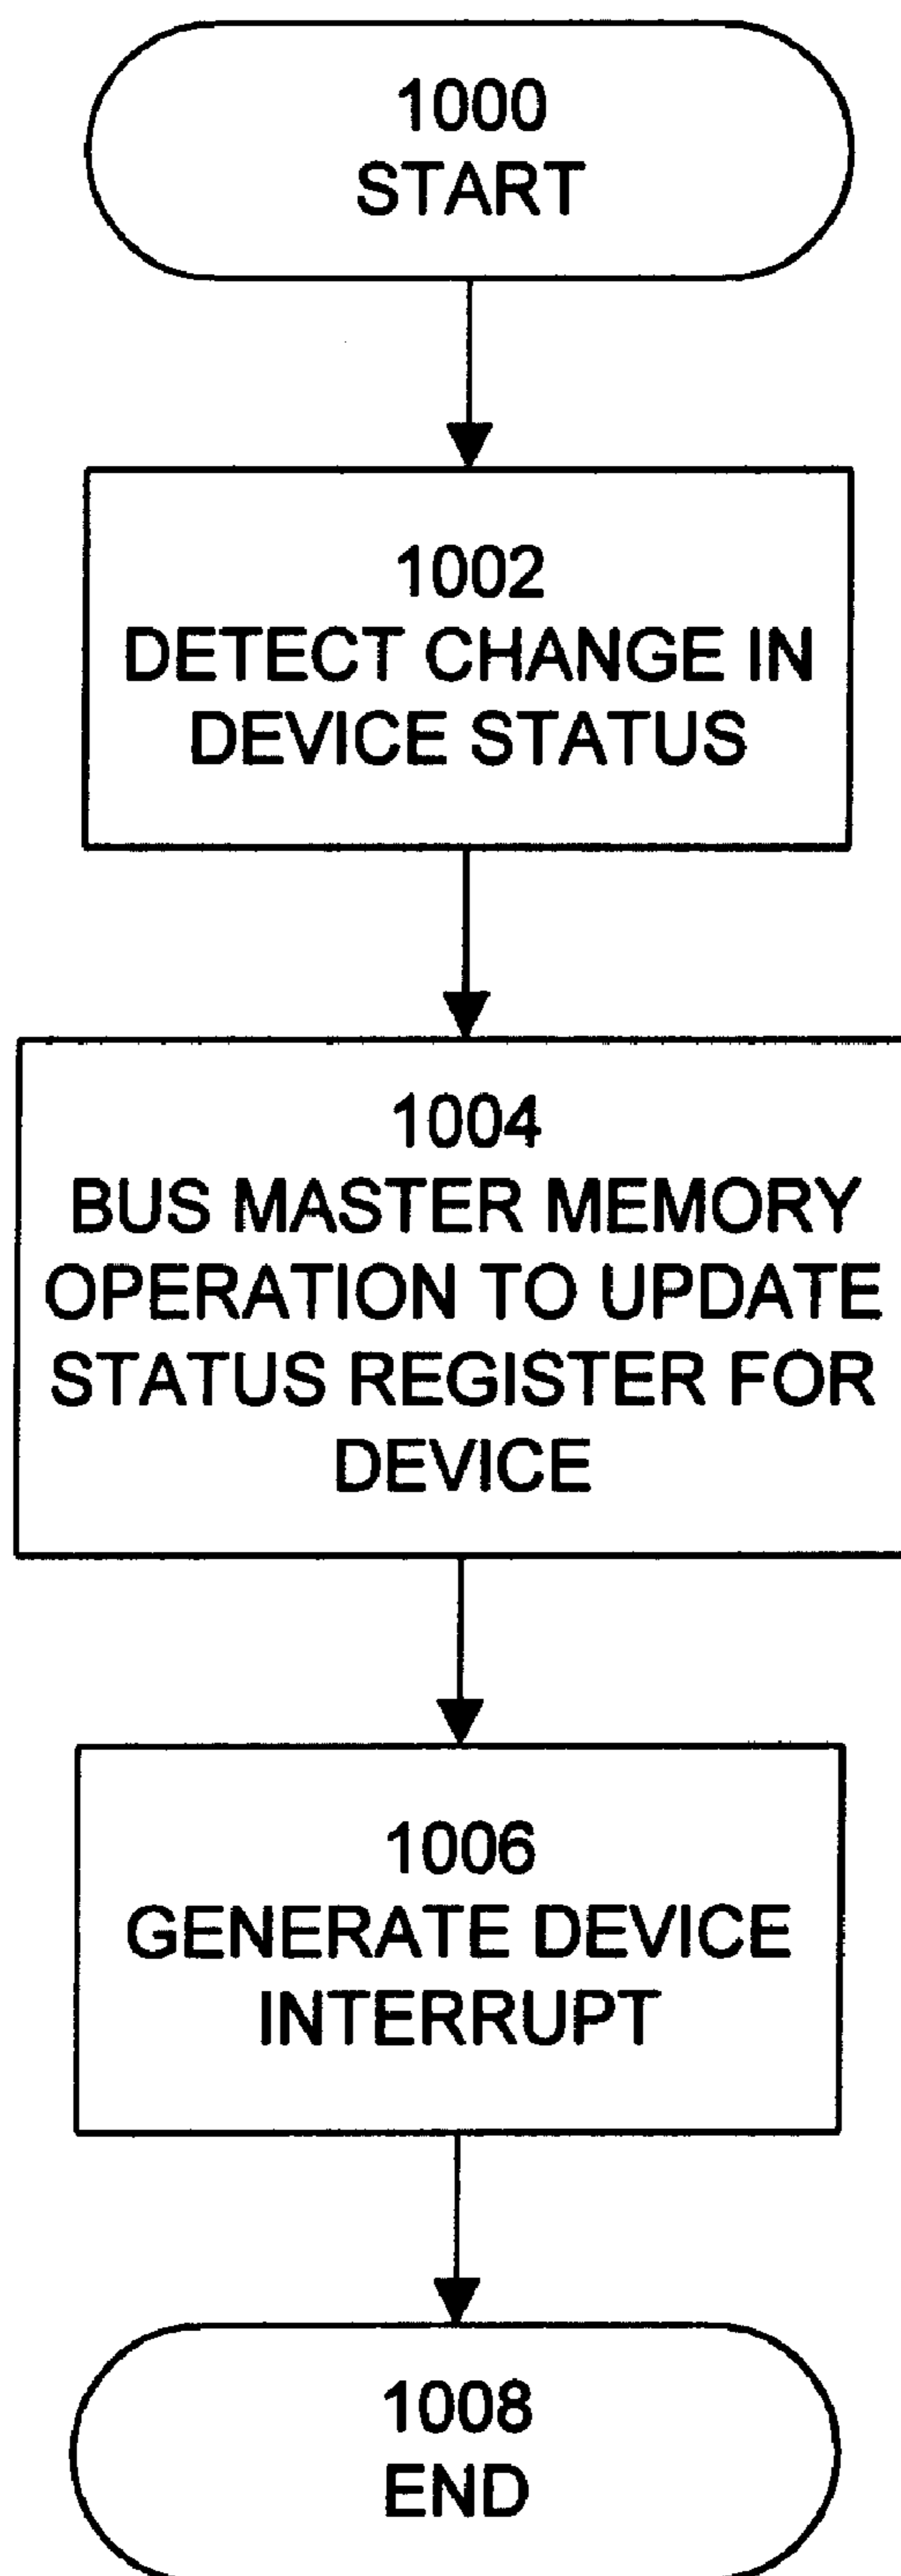 1000
START
1002
DETECT CHANGE IN
DEVICE STATUS
1004
BUS MASTER MEMORY
OPERATION TO UPDATE
STATUS REGISTER FOR
DEVICE
1006
GENERATE DEVICE
INTERRUPT
1008
END